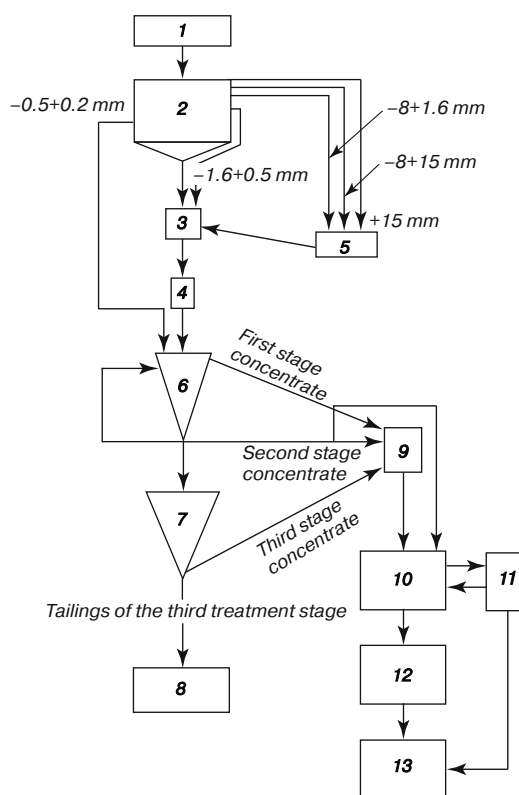 1
−0.5+0.2 mm
2
−8+1.6 mm
−8+15 mm
−1.6+0.5 mm
+15 mm
3
5
4
First stage
concentrate
6
Second stage
concentrate
9
7
Third stage
concentrate
10
11
Tailings of the third treatment stage
8
12
13